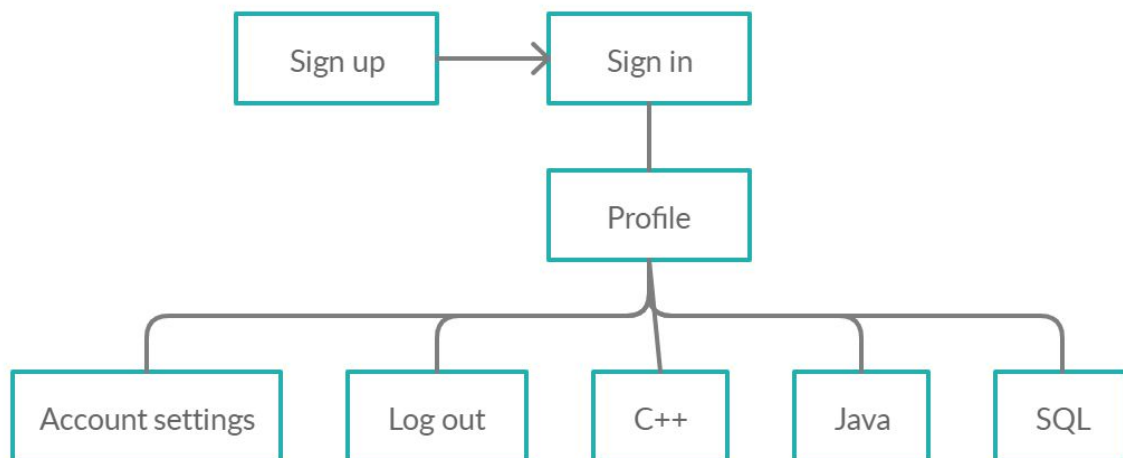 Sign up
Sign in
Profile
Account settings
Log out
C++
Java
SQL